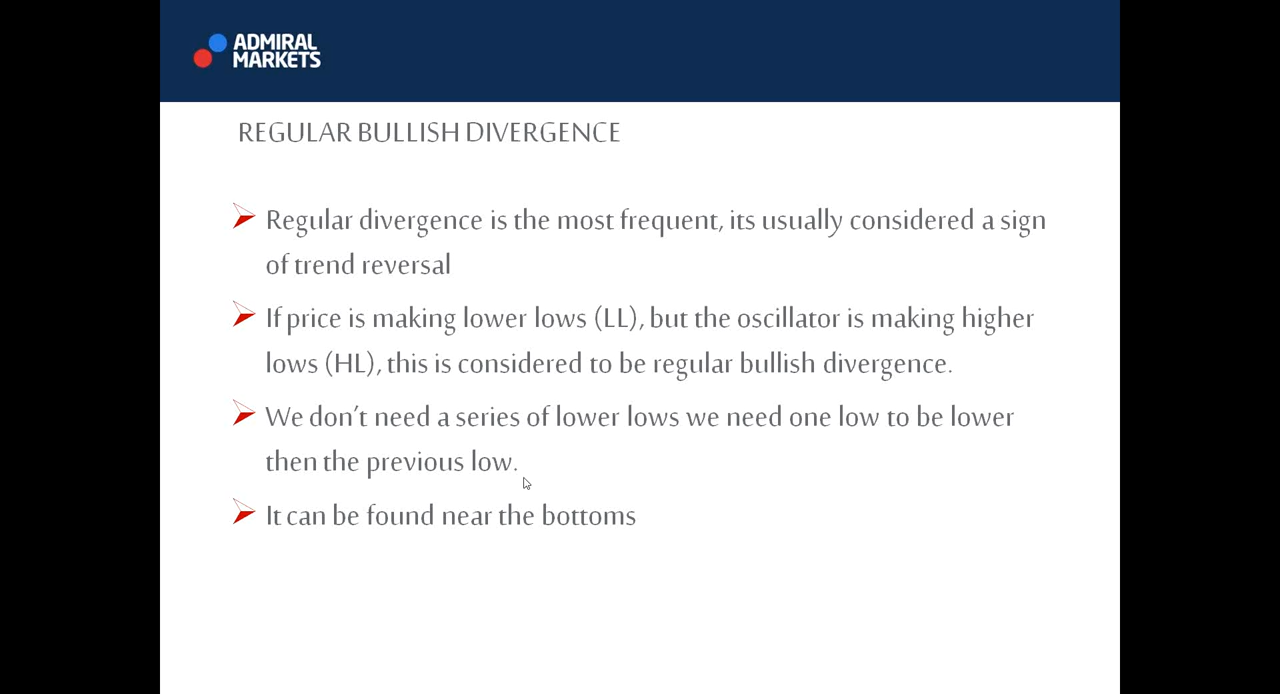 ADMIRAL
MARKETS
REGULAR BULLISH DIVERGENCE
Regular divergence is the most frequent, its usually considered a sign
of trend reversal
If price is making lower lows (LL), but the oscillator is making higher
lows (HL), this is considered to be regular bullish divergence.
We don’t need a series of lower lows we need one low to be lower
then the previous low.
It can be found near the bottoms